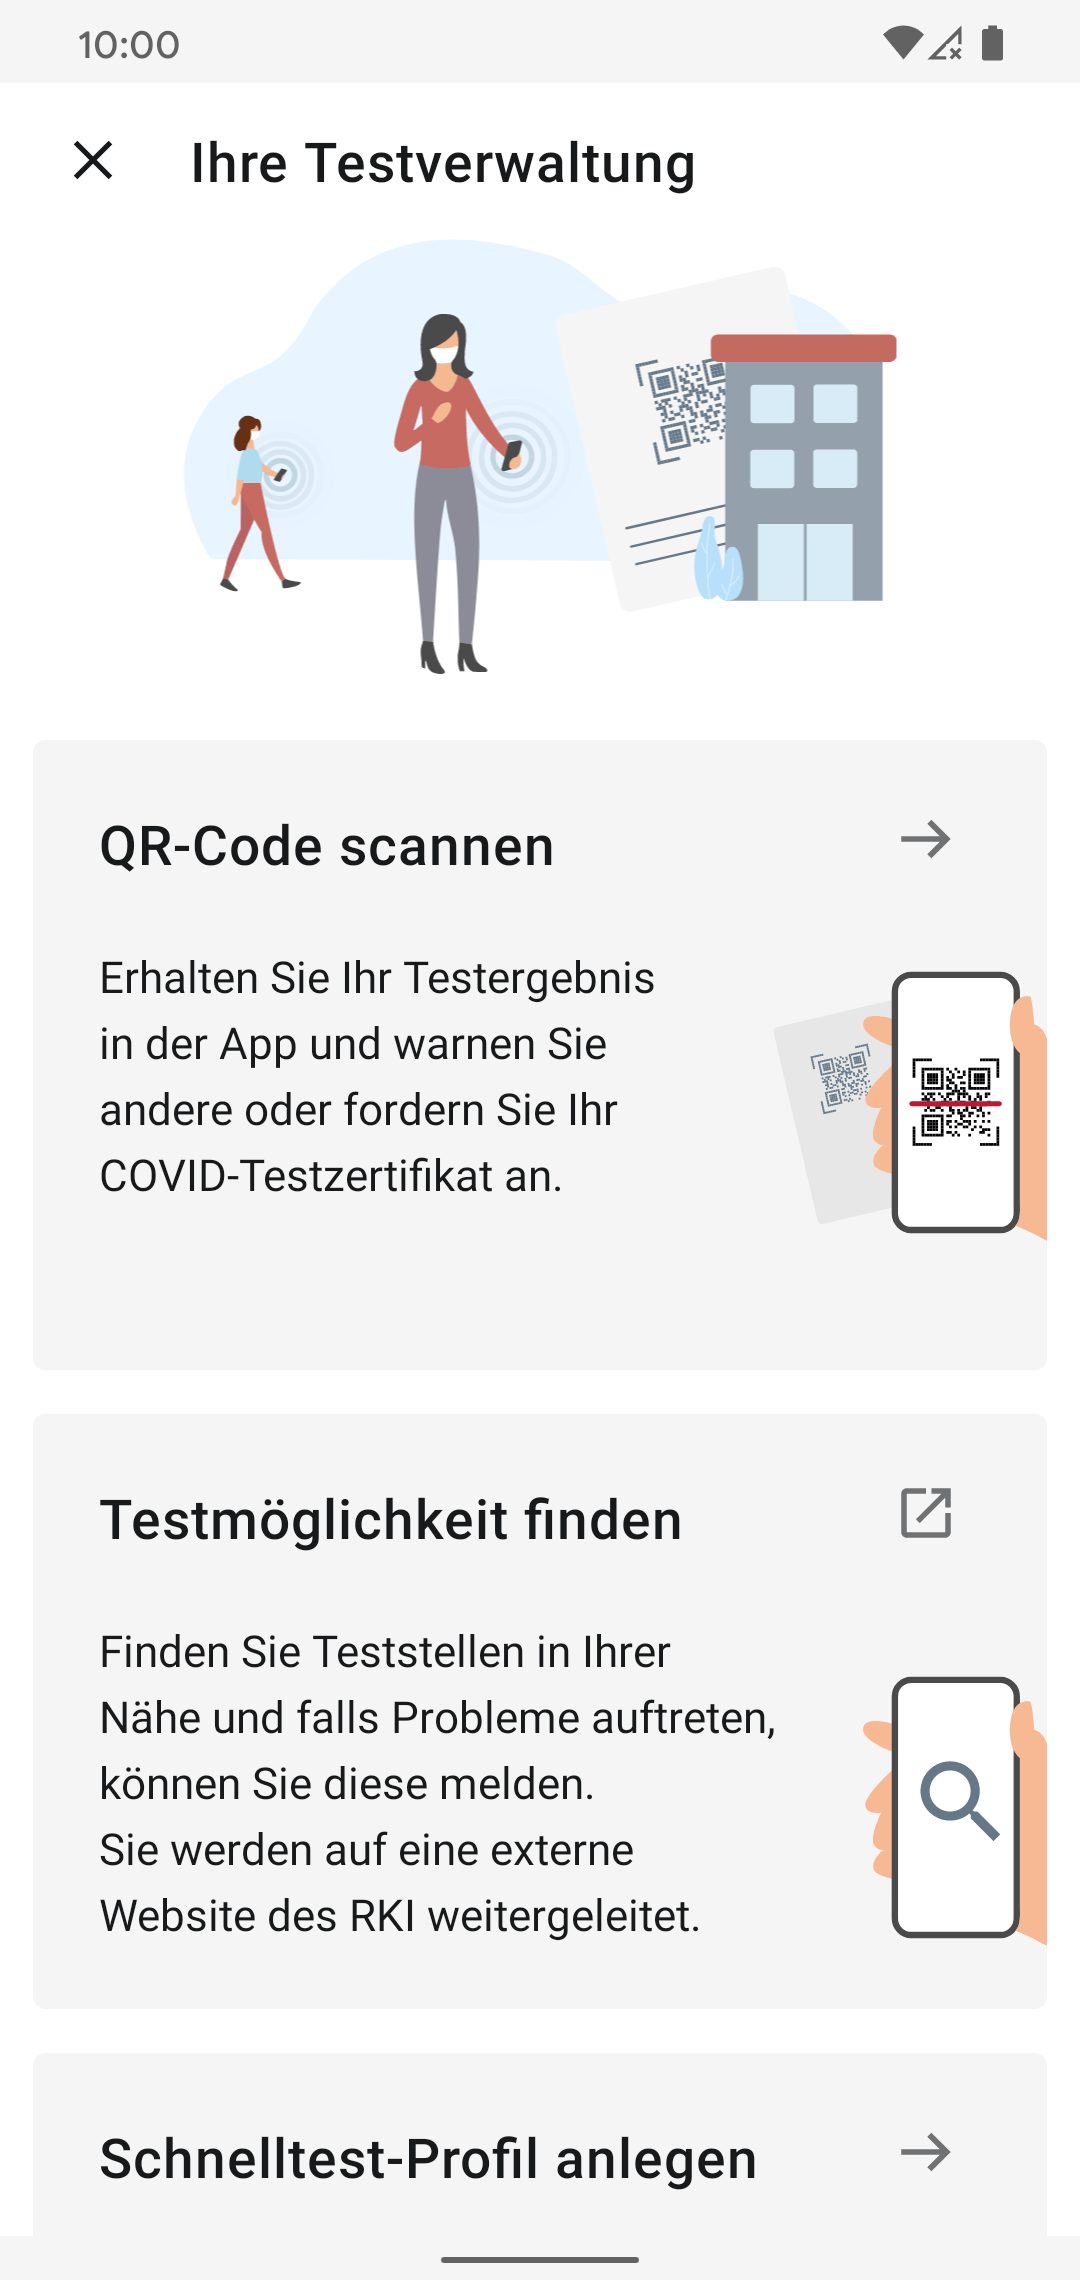 10:00
Ihre Testverwaltung
QR-Code scannen
Erhalten Sie Ihr Testergebnis
in der App und warnen Sie
andere oder fordern Sie Ihr
COVID-Testzertifikat an.
Testmöglichkeit finden
Finden Sie Teststellen in Ihrer
Nähe und falls Probleme auftreten,
können Sie diese melden.
Sie werden auf eine externe
Website des RKI weitergeleitet.
Schnelltest-Profil anlegen